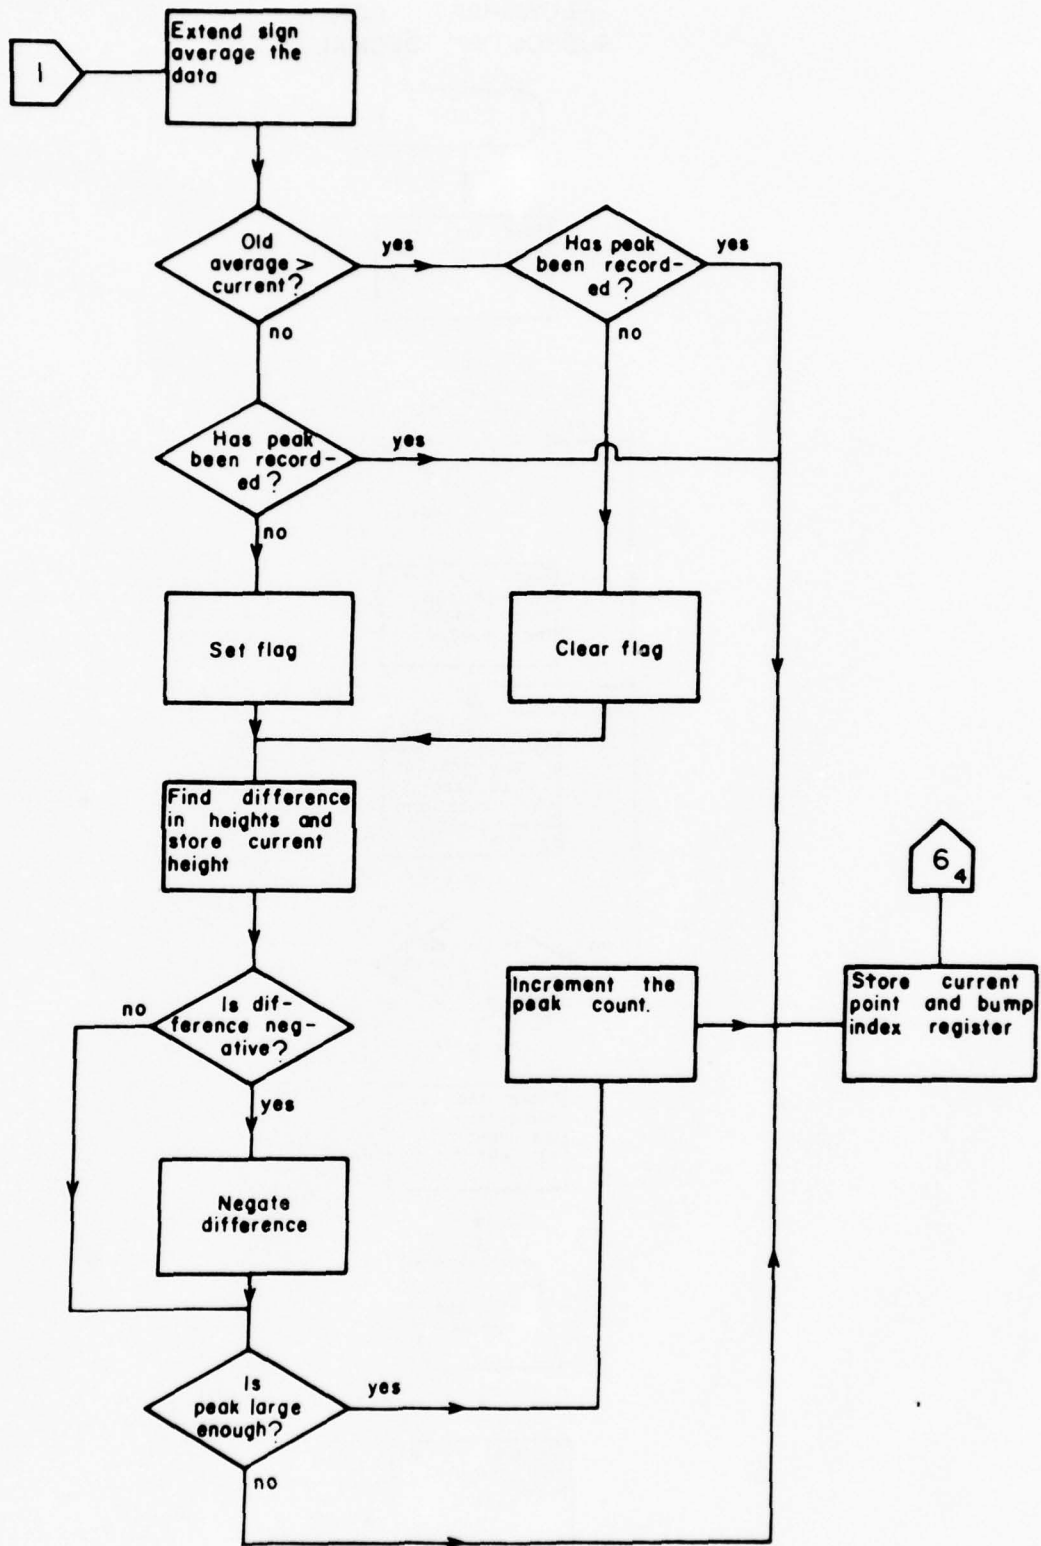 1
Extend sign
average the
data
Old
average >
current?
yes
no
Has peak
been record-
ed?
yes
no
Has peak
been record-
ed?
yes
no
Set flag
Clear flag
Find difference
in heights and
store current
height
6 4
Is dif-
ference neg-
ative?
no
yes
Increment the
peak count.
Store current
point and bump
index register
Negate
difference
Is
peak large
enough?
yes
no